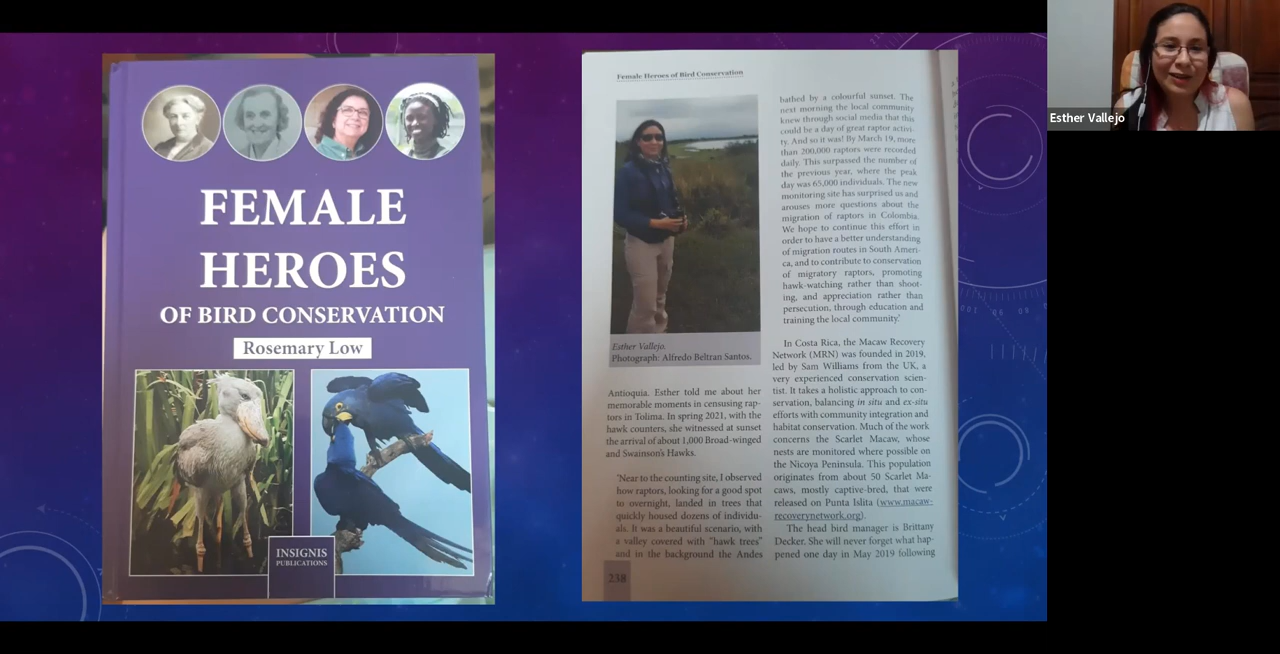 FEMALE
HEROES
OF BIRD CONSERVATION
Rosemary Low
INSIGNIS
PUBLICATIONS
Female Heroes of Bird Conservation
Esther Vallejo.
Photograph: Alfredo Beltran Santos.
Antioquia. Esther told me about her
memorable moments in censusing rap-
tors in Tolima. In spring 2021, with the
hawk counters, she witnessed at sunset
the arrival of about 1,000 Broad-winged
and Swainson's Hawks.
'Near to the counting site, I observed
how raptors, looking for a good spot
to overnight, landed in trees that
quickly housed dozens of individu-
als. It was a beautiful scenario, with
a valley covered with "hawk trees"
and in the background the Andes
238
bathed by a colourful sunset. The
next morning the local community
knew through social media that this
could be a day of great raptor activi-
ty. And so it was! By March 19, more
than 200,000 raptors were recorded
daily. This surpassed the number of
the previous year, where the peak
day was 65,000 individuals. The new
monitoring site has surprised us and
arouses more questions about the
migration of raptors in Colombia.
We hope to continue this effort in
order to have a better understanding
of migration routes in South Ameri-
ca, and to contribute to conservation
of migratory raptors, promoting
hawk-watching rather than shoot-
ing, and appreciation rather than
persecution, through education and
training the local community.'
In Costa Rica, the Macaw Recovery
Network (MRN) was founded in 2019,
led by Sam Williams from the UK, a
very experienced conservation scien-
tist. It takes a holistic approach to con-
servation, balancing in situ and ex-situ
efforts with community integration and
habitat conservation. Much of the work
concerns the Scarlet Macaw, whose
nests are monitored where possible on
the Nicoya Peninsula. This population
originates from about 50 Scarlet Ma-
caws, mostly captive-bred, that were
released on Punta Islita (www.macaw-
recoverynetwork.org).
The head bird manager is Brittany
Decker. She will never forget what hap-
pened one day in May 2019 following
Esther Vallejo